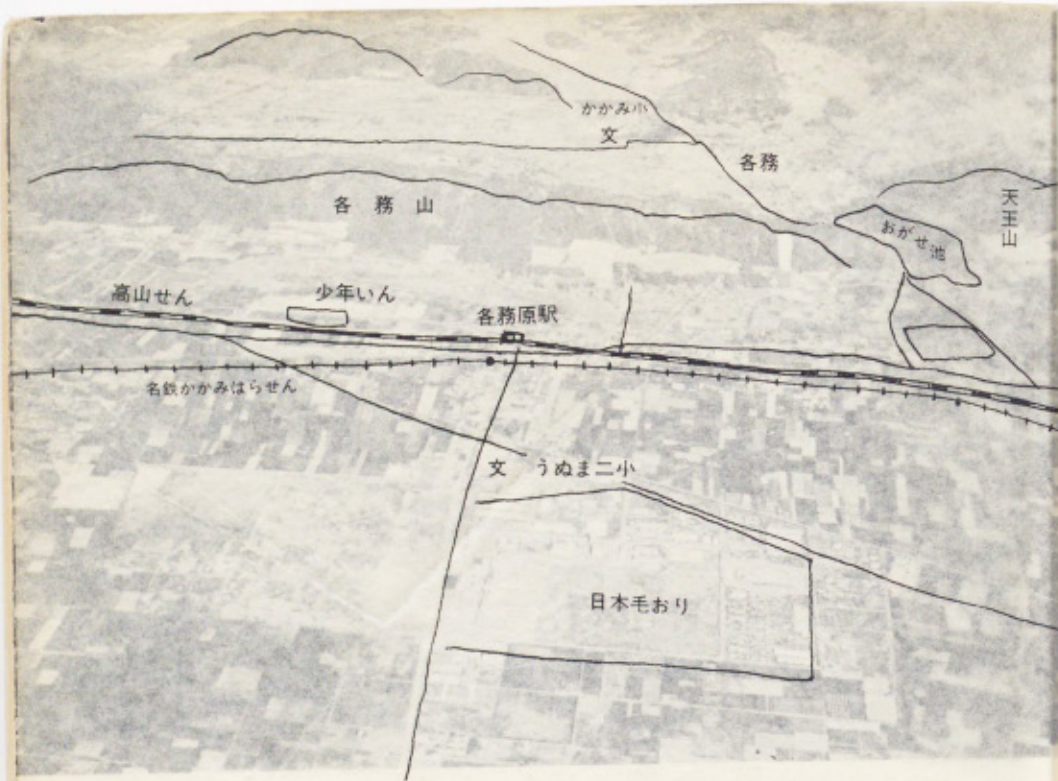 かかみ小
文
各務
各務山
天王山
おがせ池
高山せん
少年いん
各務原駅
名鉄かかみはらせん
文 うぬま二小
日本毛おり